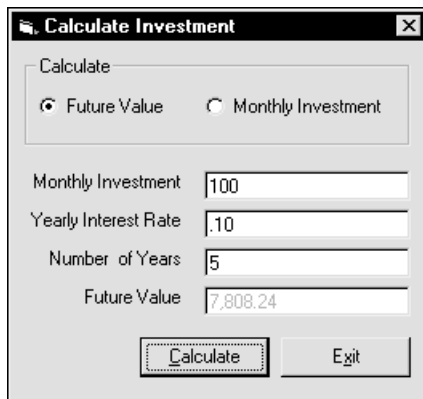 Calculate Investment
Calculate
Future Value Monthly Investment
Monthly Investment 100
Yearly Interest Rate .10
Number of Years 5
Future Value 7,808.24
Calculate Exit